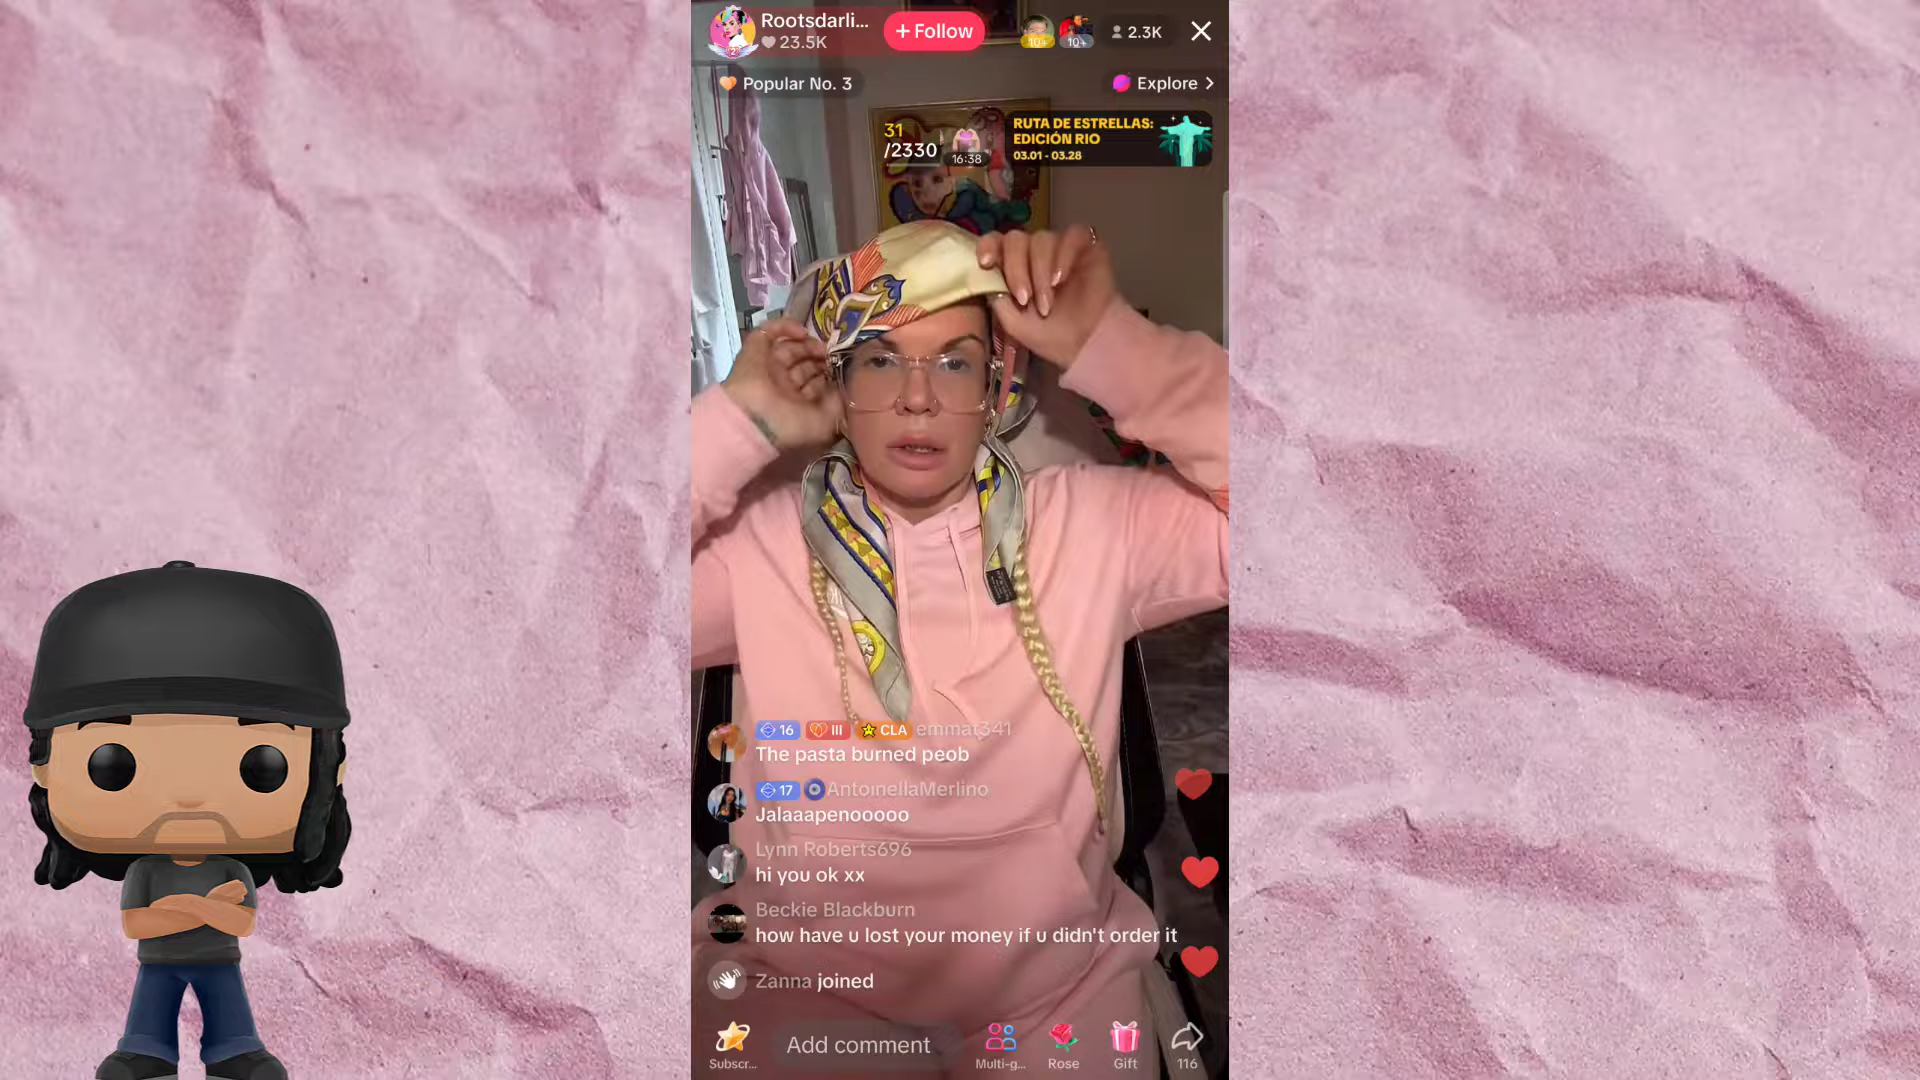 Rootsdarli...
23.5K
+ Follow
10+
10+
2.3K
Popular No. 3
Explore >
31
/2330
16:38
RUTA DE ESTRELLAS:
EDICIÓN RIO
03.01 - 03.28
16 III CLA emmat341
The pasta burned peob
17 AntoinellaMerlino
Jalaaapenooooo
Lynn Roberts696
hi you ok xx
Beckie Blackburn
how have u lost your money if u didn't order it
Zanna joined
Subscr...
Add comment
Multi-g...
Rose
Gift
116